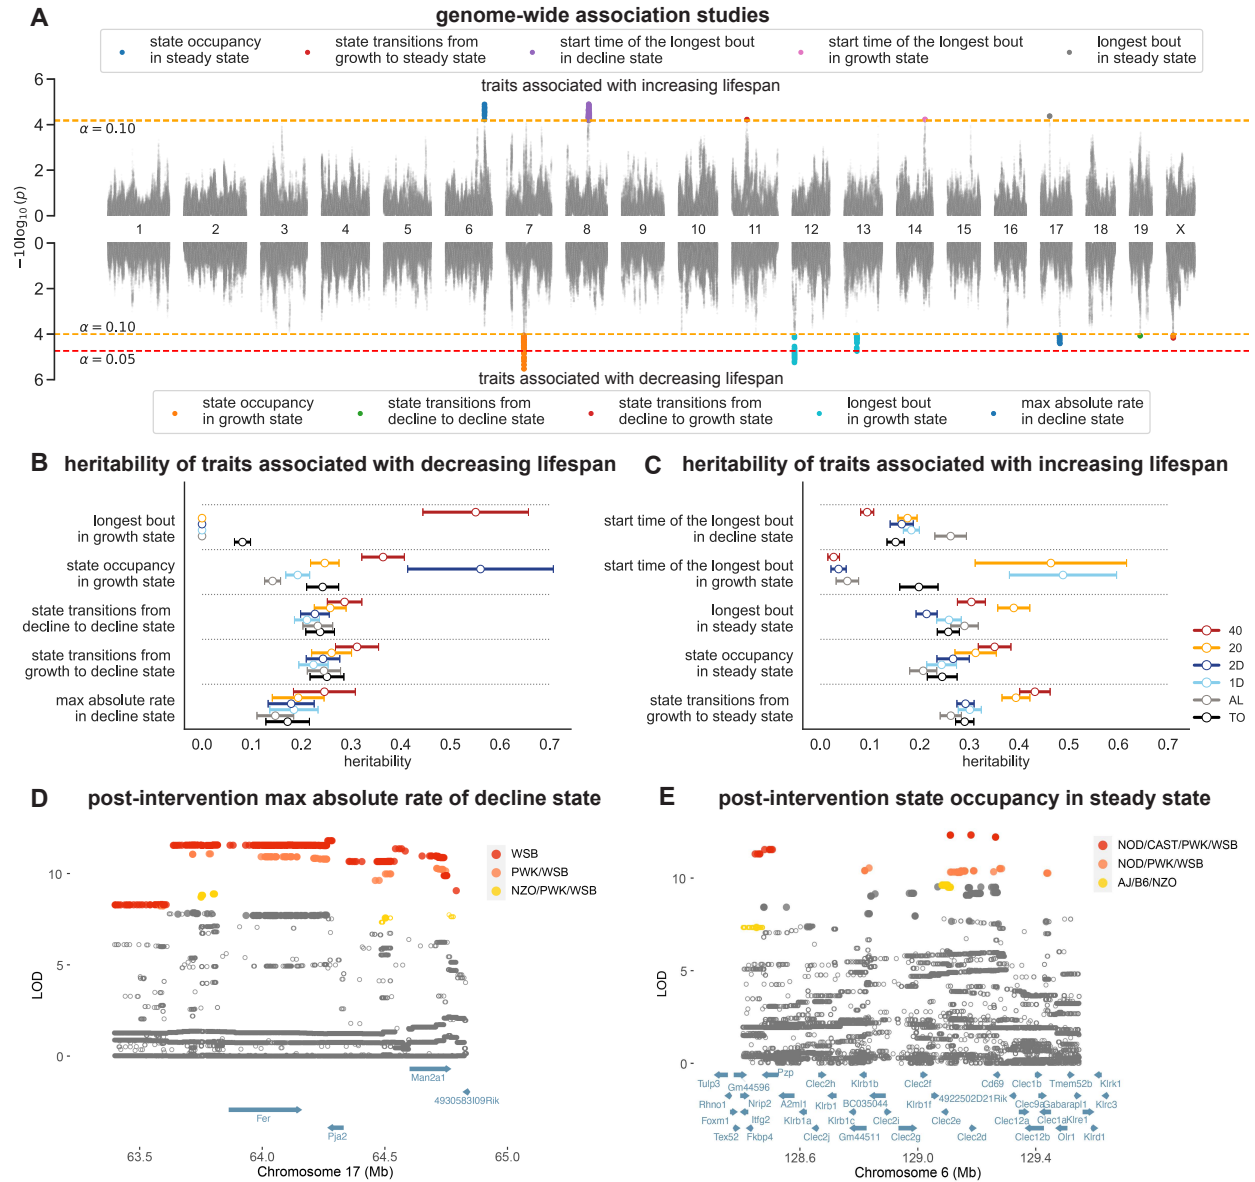 A
genome-wide association studies
state occupancy
in steady state
state transitions from
growth to steady state
start time of the longest bout
in decline state
start time of the longest bout
in growth state
longest bout
in steady state
traits associated with increasing lifespan
6
4
2
0
α = 0.10
−10log10 (p)
1 2 3 4 5 6 7 8 9 10 11 12 13 14 15 16 17 18 19 X
0
2
4
6
α = 0.10
α = 0.05
traits associated with decreasing lifespan
state occupancy
in growth state
state transitions from
decline to decline state
state transitions from
decline to growth state
longest bout
in growth state
max absolute rate
in decline state
B heritability of traits associated with decreasing lifespan
longest bout
in growth state
state occupancy
in growth state
state transitions from
decline to decline state
state transitions from
growth to decline state
max absolute rate
in decline state
0.0 0.1 0.2 0.3 0.4 0.5 0.6 0.7
heritability
C heritability of traits associated with increasing lifespan
start time of the longest bout
in decline state
start time of the longest bout
in growth state
longest bout
in steady state
state occupancy
in steady state
state transitions from
growth to steady state
0.0 0.1 0.2 0.3 0.4 0.5 0.6 0.7
heritability
40
20
2D
1D
AL
TO
D post-intervention max absolute rate of decline state
WSB
PWK/WSB
NZO/PWK/WSB
10
5
0
LOD
Man2a1
4930583I09Rik
Fer
Pja2
63.5 64.0 64.5 65.0
Chromosome 17 (Mb)
E post-intervention state occupancy in steady state
NOD/CAST/PWK/WSB
NOD/PWK/WSB
AJ/B6/NZO
10
5
0
LOD
Pzp
Tulp3 Gm44596 Clec2h Klrb1b Clec2f Cd69 Clec1b Tmem52b Klrk1
Rhno1 Nrip2 A2ml1 Klrb1 BC035044 Klrb1f 4922502D21Rik Clec9a Gabarapl1 Klrc3
Foxm1 Itfg2 Klrb1a Klrb1c Clec2i Clec2e Clec12a Clec1a Klre1
Tex52 Fkbp4 Clec2j Gm44511 Clec2g Clec2d Clec12b Olr1 Klrd1
128.6 129.0 129.4
Chromosome 6 (Mb)